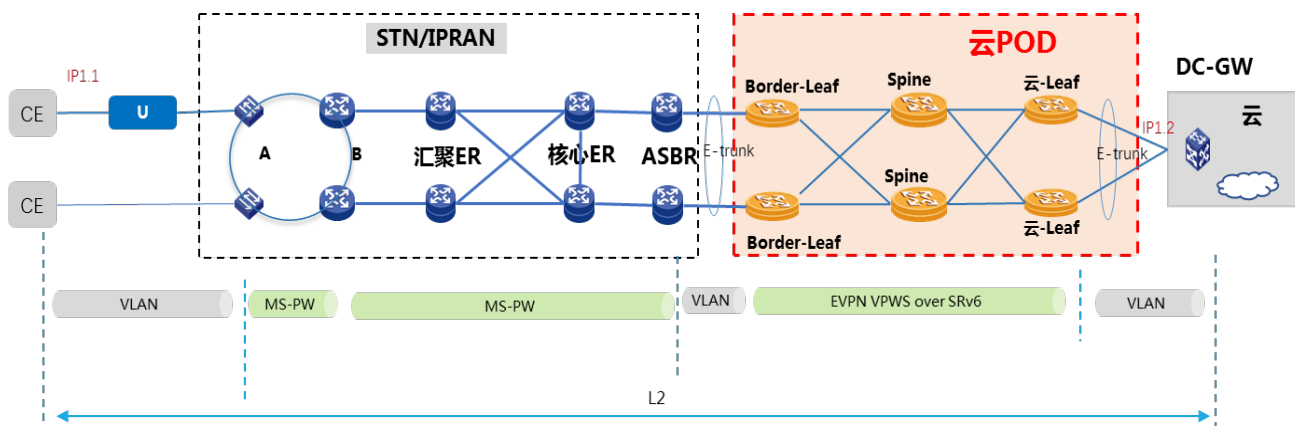 STN/IPRAN
云POD
DC-GW
IP1.1
Border-Leaf
Spine
云-Leaf
CE
U
IP1.2
云
A
B
汇聚ER
核心ER
ASBR
E-trunk
E-trunk
CE
Spine
Border-Leaf
云-Leaf
VLAN
MS-PW
MS-PW
VLAN
EVPN VPWS over SRv6
VLAN
L2